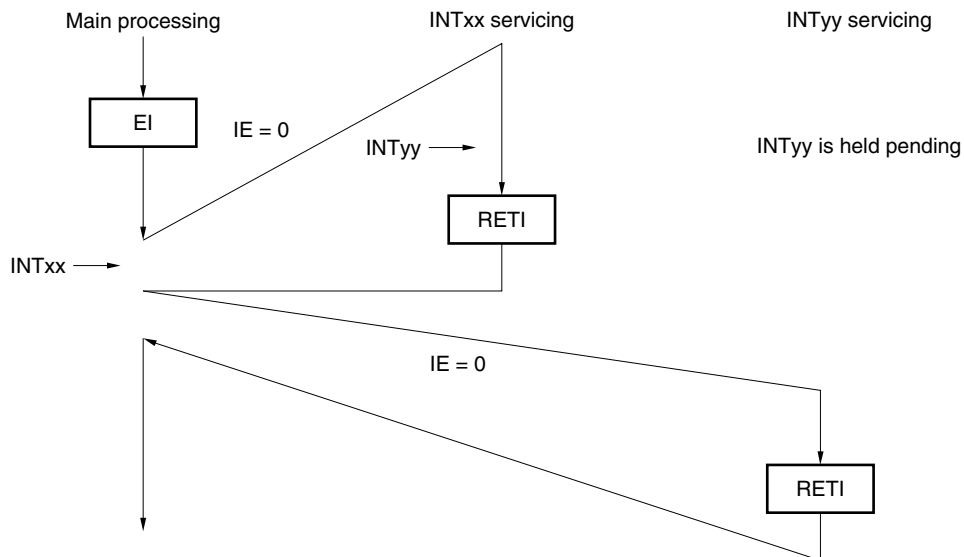 Main processing
INTxx servicing
INTyy servicing
EI
IE = 0
INTyy
INTyy is held pending
RETI
INTxx
IE = 0
RETI